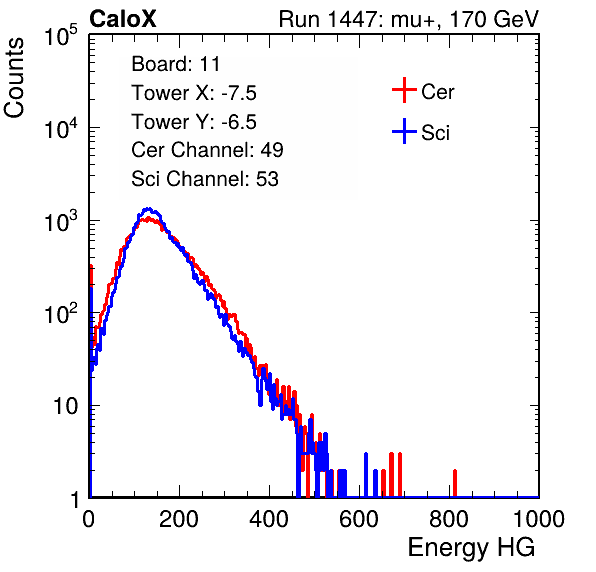 CaloX Run 1447: mu+, 170 GeV
Counts
Board: 11
Tower X: -7.5
Tower Y: -6.5
Cer Channel: 49
Sci Channel: 53
Cer
Sci
10^5
10^4
10^3
10^2
10
1
0 200 400 600 800 1000
Energy HG